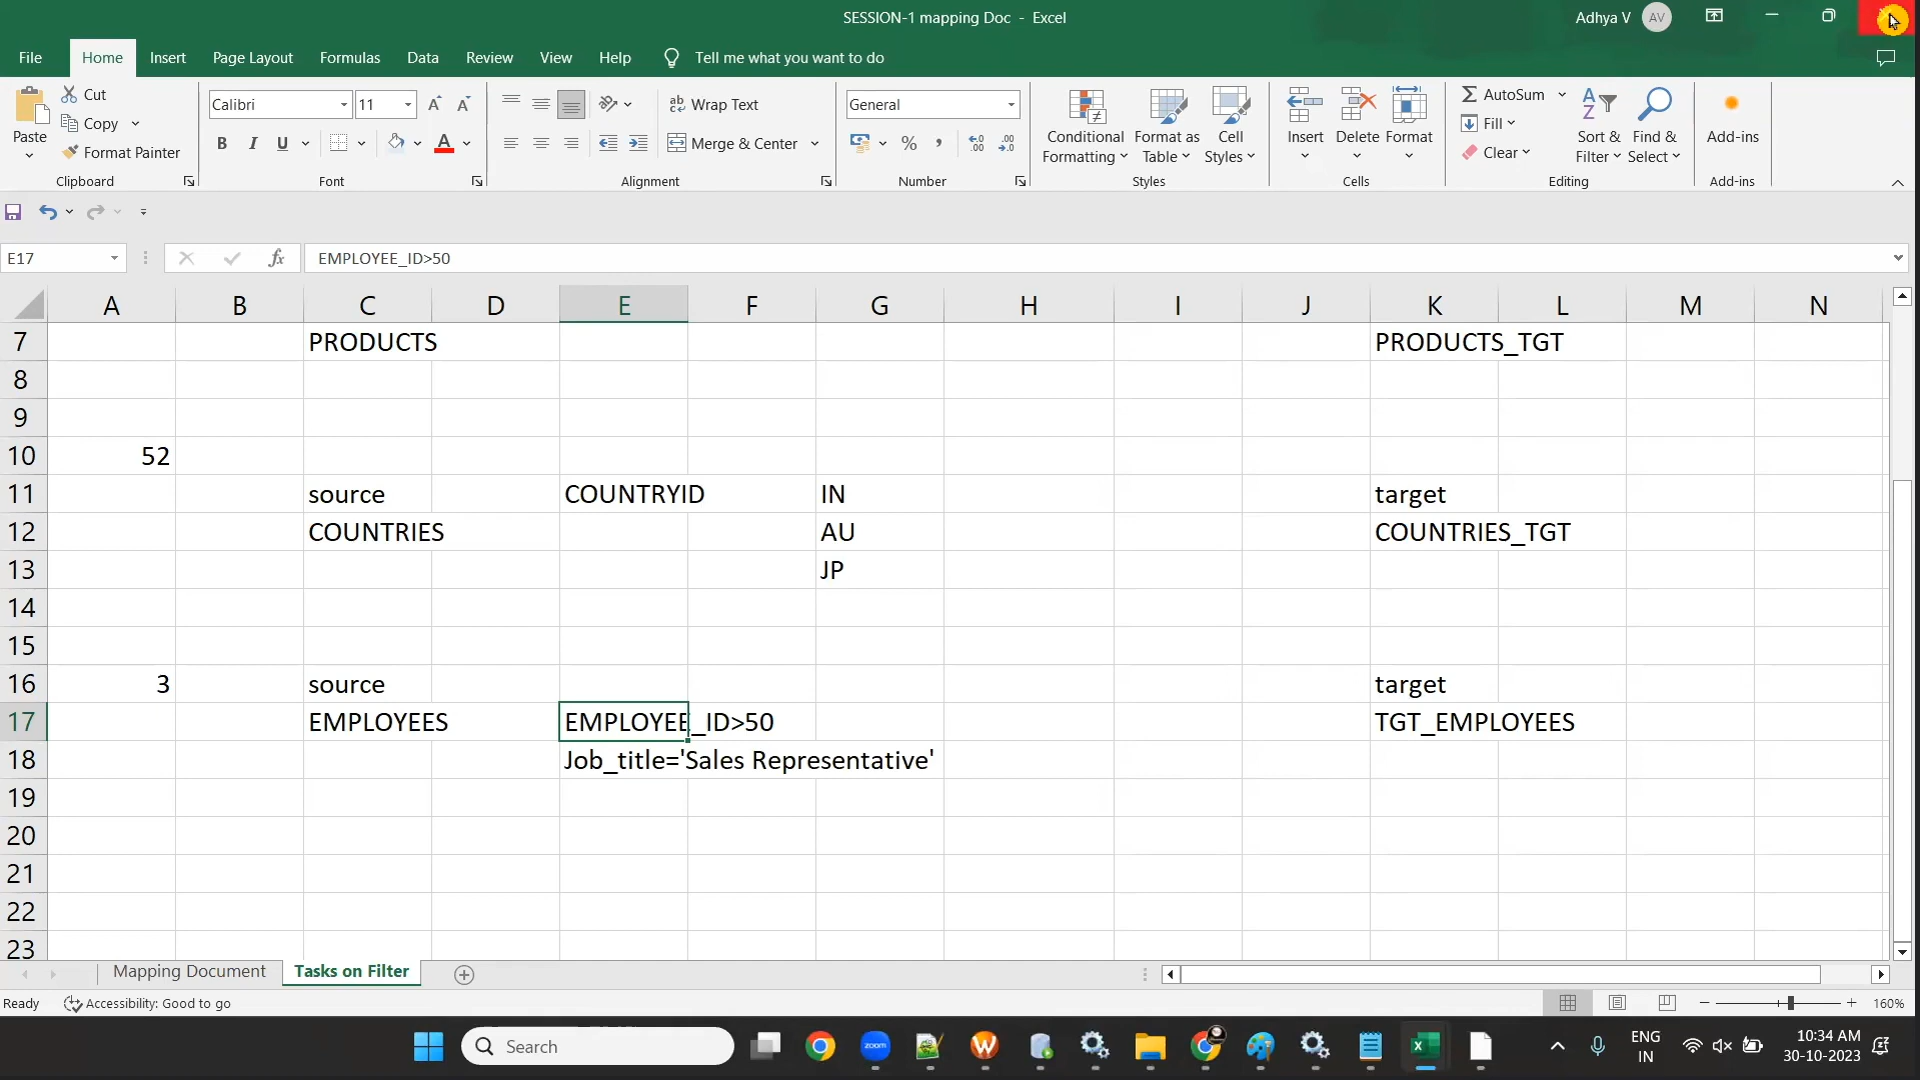 SESSION-1 mapping Doc - Excel
Adhya V
AV
File
Home
Insert
Page Layout
Formulas
Data
Review
View
Help
Tell me what you want to do
Paste
Cut
Copy
Format Painter
Clipboard
Calibri
11
B I U
Font
Wrap Text
Merge & Center
Alignment
General
Number
Conditional Formatting
Format as Table
Cell Styles
Styles
Insert
Delete
Format
Cells
AutoSum
Fill
Clear
Sort & Filter
Find & Select
Editing
Add-ins
Add-ins
E17
fx
EMPLOYEE_ID>50
A B C D E F G H I J K L M N
7 PRODUCTS PRODUCTS_TGT
8
9
10 52
11 source COUNTRYID IN target
12 COUNTRIES AU COUNTRIES_TGT
13 JP
14
15
16 3 source target
17 EMPLOYEES EMPLOYEE_ID>50 TGT_EMPLOYEES
18 Job_title='Sales Representative'
19
20
21
22
23
Mapping Document
Tasks on Filter
Ready
Accessibility: Good to go
160%
Search
zoom
ENG
IN
10:34 AM
30-10-2023